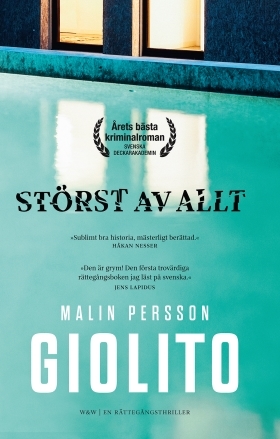 Årets bästa
kriminalroman
SVENSKA
DECKARAKADEMIN
STÖRST AV ALLT
»Sublimt bra historia, mästerligt berättad.«
HÅKAN NESSER
»Den är grym! Den första trovärdiga
rättegångsboken jag läst på svenska.«
JENS LAPIDUS
MALIN PERSSON
GIOLITO
W&W | EN RÄTTEGÅNGSTHRILLER